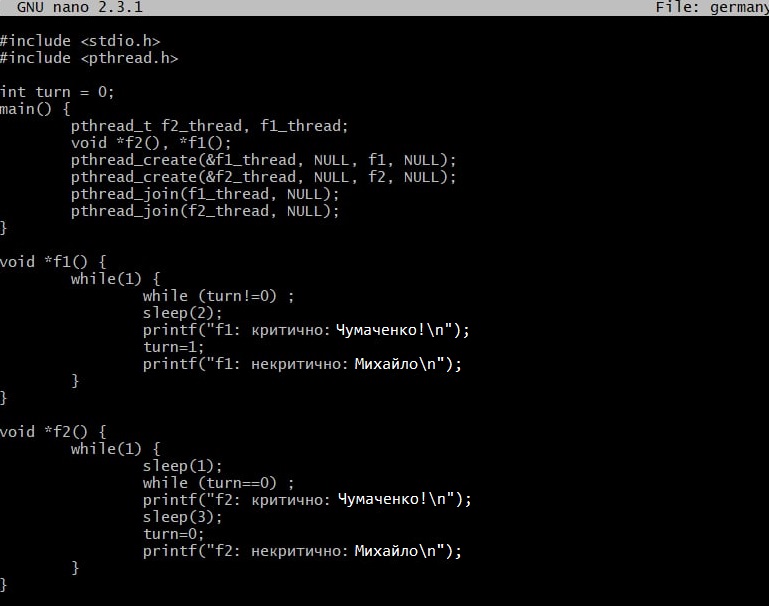 GNU nano 2.3.1 File: germany
#include <stdio.h>
#include <pthread.h>
int turn = 0;
main() {
pthread_t f2_thread, f1_thread;
void *f2(), *f1();
pthread_create(&f1_thread, NULL, f1, NULL);
pthread_create(&f2_thread, NULL, f2, NULL);
pthread_join(f1_thread, NULL);
pthread_join(f2_thread, NULL);
}
void *f1() {
while(1) {
while (turn!=0) ;
sleep(2);
printf("f1: критично: Чумаченко!\n");
turn=1;
printf("f1: некритично: Михайло\n");
}
}
void *f2() {
while(1) {
sleep(1);
while (turn==0) ;
printf("f2: критично: Чумаченко!\n");
sleep(3);
turn=0;
printf("f2: некритично: Михайло\n");
}
}